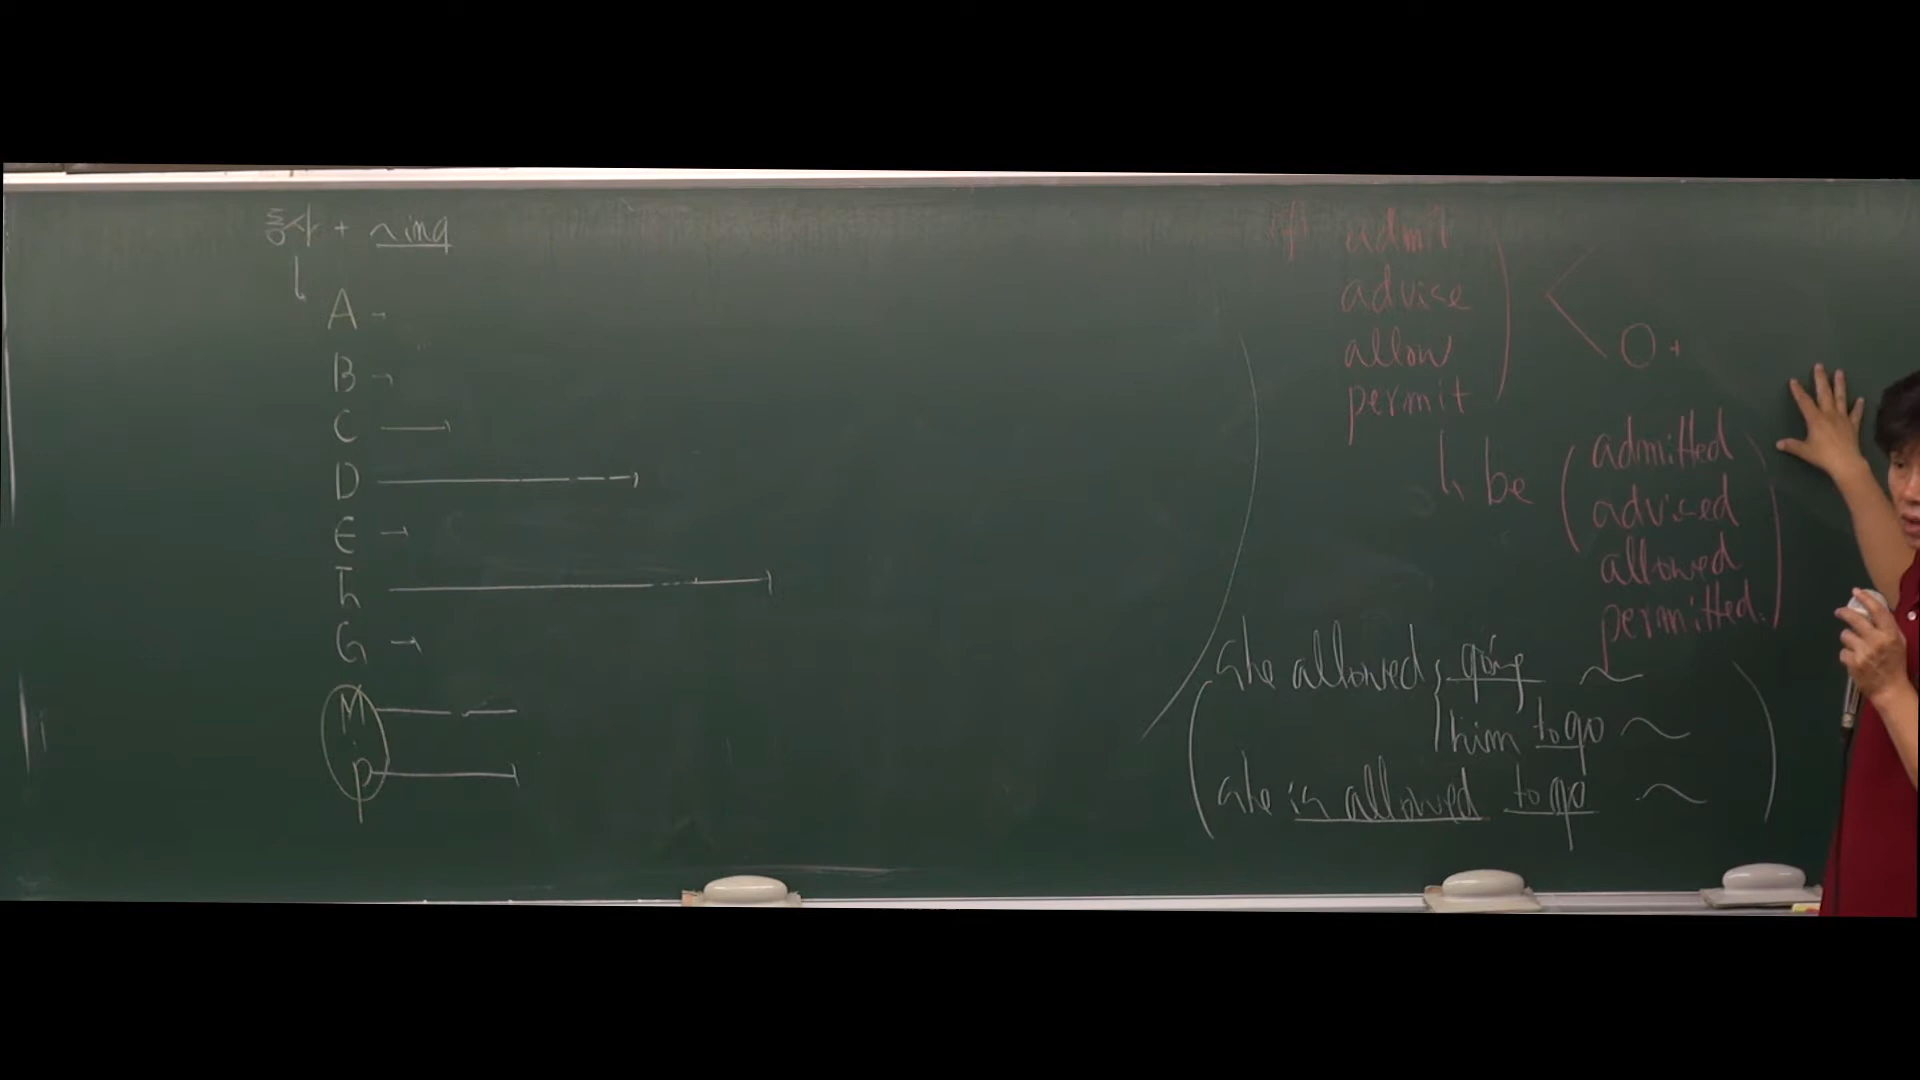 동사 + ~ing
A →
B →
C →
D →
E →
F
G →
M
P
admit
advise
allow
permit
O +
be ( admitted
advised
allowed
permitted.
she allowed going ~
him to go ~
she is allowed to go ~